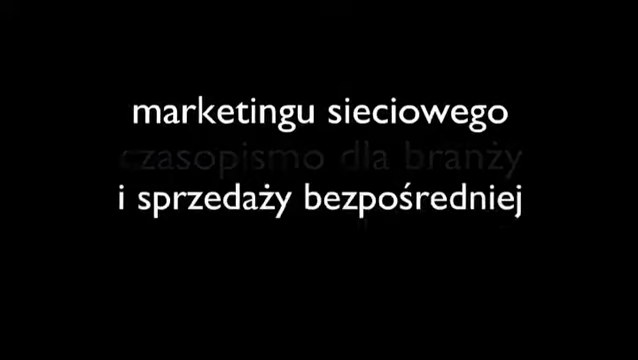 marketingu sieciowego
czasopismo dla branży
i sprzedaży bezpośredniej